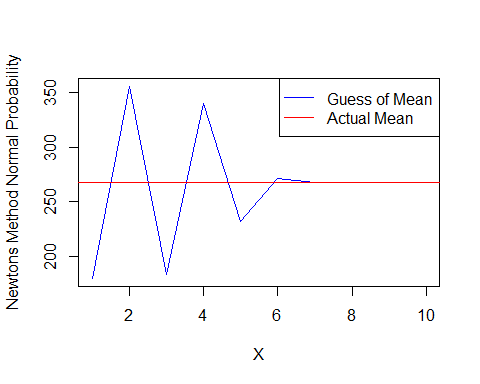 Newtons Method Normal Probability
350
300
250
200
Guess of Mean
Actual Mean
2 4 6 8 10
X